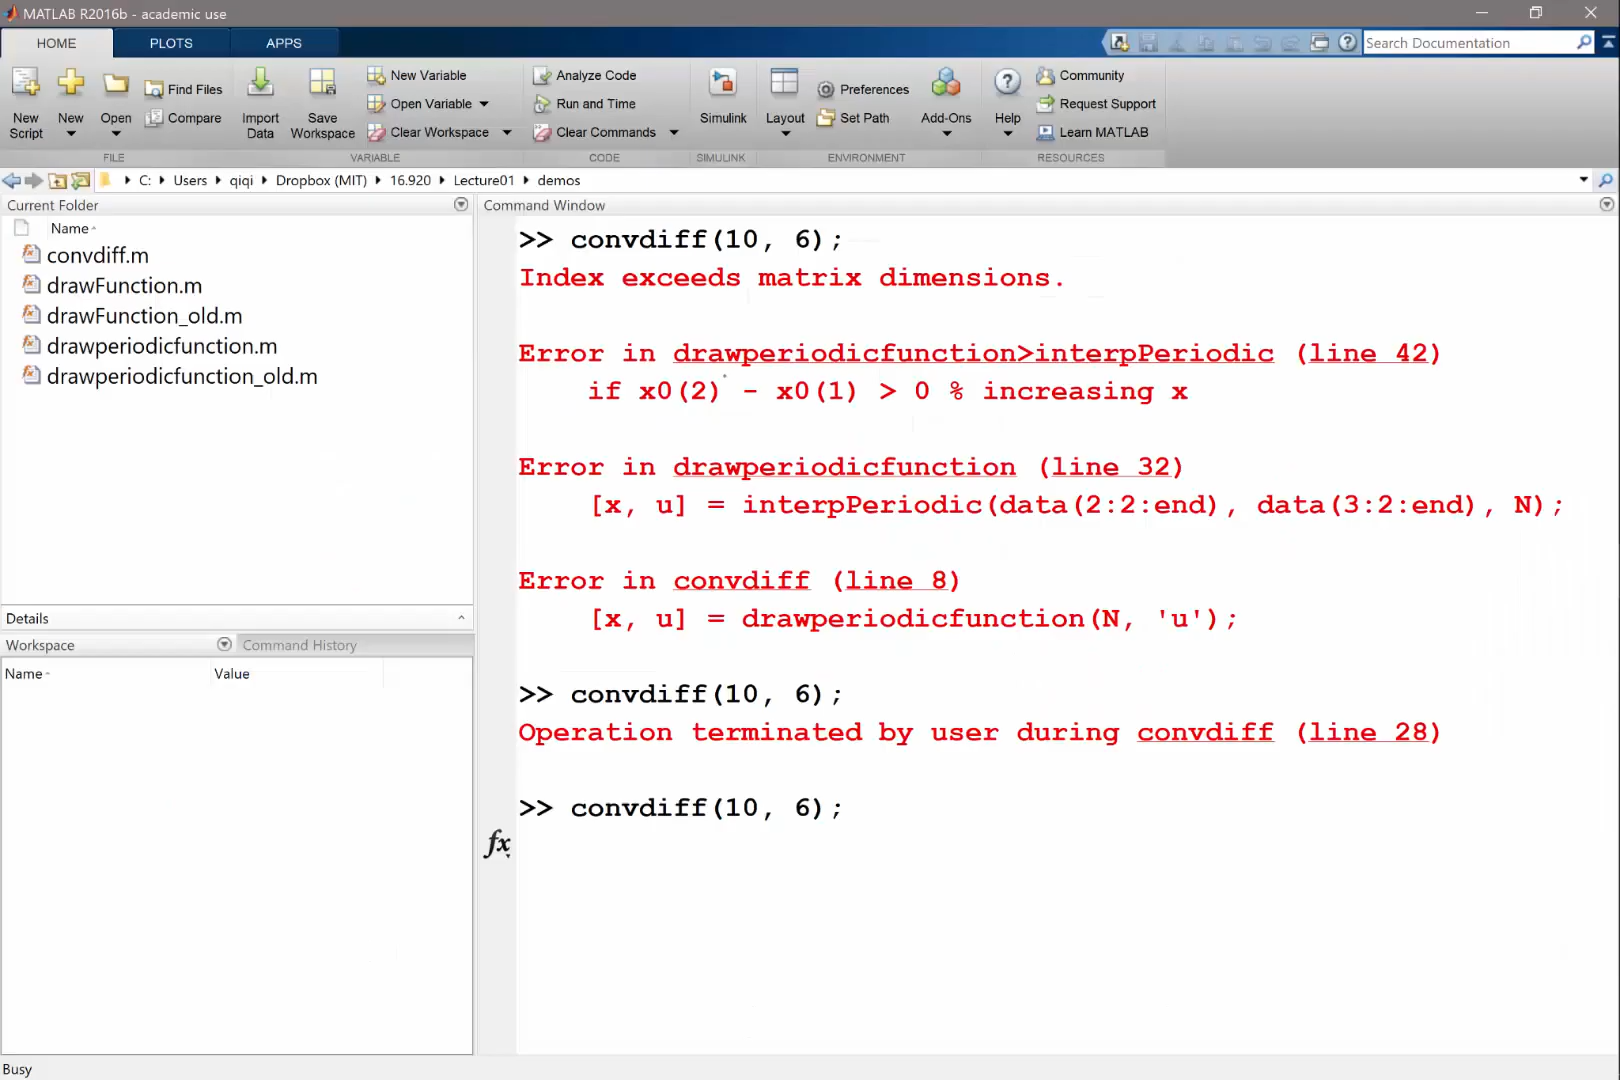 MATLAB R2016b - academic use
HOME PLOTS APPS
Search Documentation
New Script
New
Open
Find Files
Compare
Import Data
Save Workspace
New Variable
Open Variable
Clear Workspace
Analyze Code
Run and Time
Clear Commands
Simulink
Layout
Preferences
Set Path
Add-Ons
Help
Community
Request Support
Learn MATLAB
FILE VARIABLE CODE SIMULINK ENVIRONMENT RESOURCES
C: Users qiqi Dropbox (MIT) 16.920 Lecture01 demos
Current Folder
Name
convdiff.m
drawFunction.m
drawFunction_old.m
drawperiodicfunction.m
drawperiodicfunction_old.m
Details
Workspace Command History
Name Value
Command Window
>> convdiff(10, 6);
Index exceeds matrix dimensions.
Error in drawperiodicfunction>interpPeriodic (line 42)
if x0(2) - x0(1) > 0 % increasing x
Error in drawperiodicfunction (line 32)
[x, u] = interpPeriodic(data(2:2:end), data(3:2:end), N);
Error in convdiff (line 8)
[x, u] = drawperiodicfunction(N, 'u');
>> convdiff(10, 6);
Operation terminated by user during convdiff (line 28)
>> convdiff(10, 6);
fx
Busy